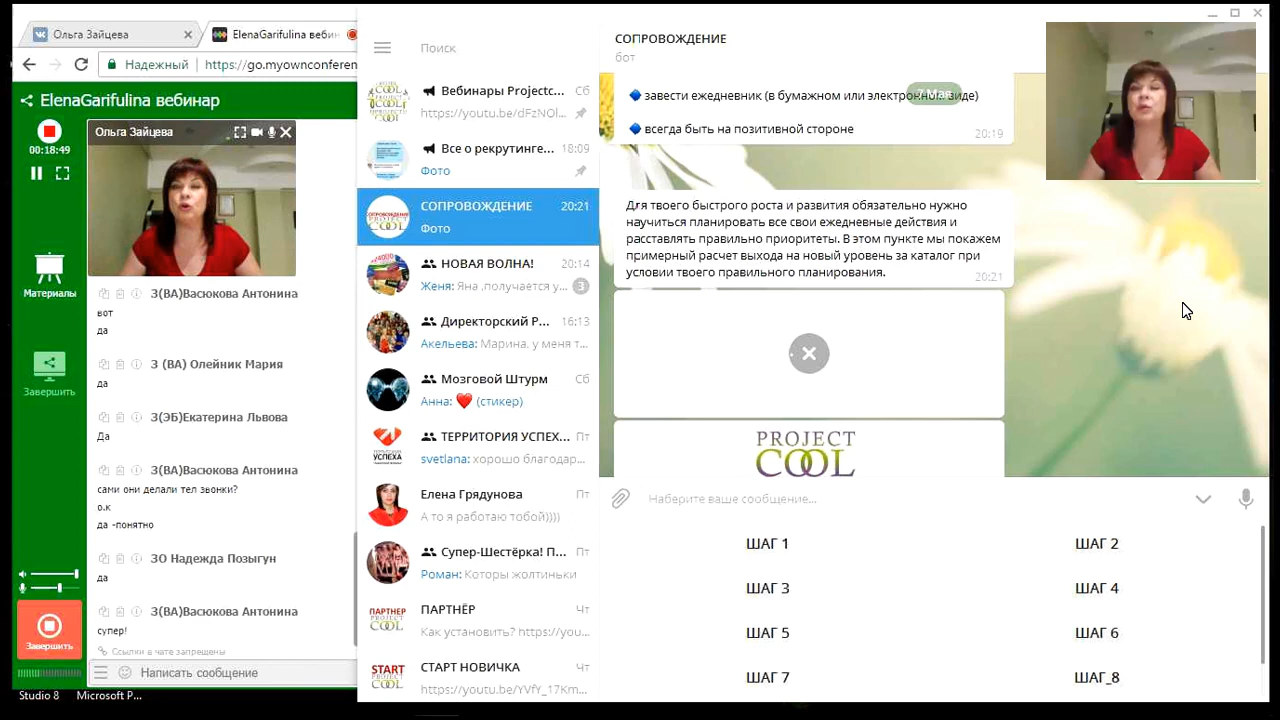 Ольга Зайцева
ElenaGarifulina веби
Надежный
https://go.myownconferen
ElenaGarifulina вебинар
00:18:49
Материалы
Завершить
Завершить
Ольга Зайцева
З(ВА)Васюкова Антонина
вот
да
З (ВА) Олейник Мария
да
З(ЭБ)Екатерина Львова
Да
З(ВА)Васюкова Антонина
сами они делали тел звонки?
о.к
да -понятно
ЗО Надежда Позыгун
да
З(ВА)Васюкова Антонина
супер!
Ссылки в чате запрещены
Написать сообщение
Studio 8 Microsoft P...
Поиск
Вебинары Projectc... Сб
https://youtu.be/dFzNOl...
Все о рекрутинге... 18:09
Фото
СОПРОВОЖДЕНИЕ 20:21
Фото
НОВАЯ ВОЛНА! 20:14
Женя: Яна ,получается у... 3
Директорский Р... 16:13
Акельева: Марина, у меня т...
Мозговой Штурм Сб
Анна: ❤️ (стикер)
ТЕРРИТОРИЯ УСПЕХ... Пт
svetlana: хорошо благодар...
Елена Грядунова Пт
А то я работаю тобой))))
Супер-Шестёрка! П... Пт
Роман: Которы жолтиньки
ПАРТНЁР Чт
Как установить? https://you...
СТАРТ НОВИЧКА Чт
https://youtu.be/YVfY_17Km...
СОПРОВОЖДЕНИЕ
бот
7 Мая
завести ежедневник (в бумажном или электронном виде)
всегда быть на позитивной стороне
20:19
Для твоего быстрого роста и развития обязательно нужно
научиться планировать все свои ежедневные действия и
расставлять правильно приоритеты. В этом пункте мы покажем
примерный расчет выхода на новый уровень за каталог при
условии твоего правильного планирования.
20:21
PROJECT
COOL
Наберите ваше сообщение...
ШАГ 1 ШАГ 2
ШАГ 3 ШАГ 4
ШАГ 5 ШАГ 6
ШАГ 7 ШАГ_8